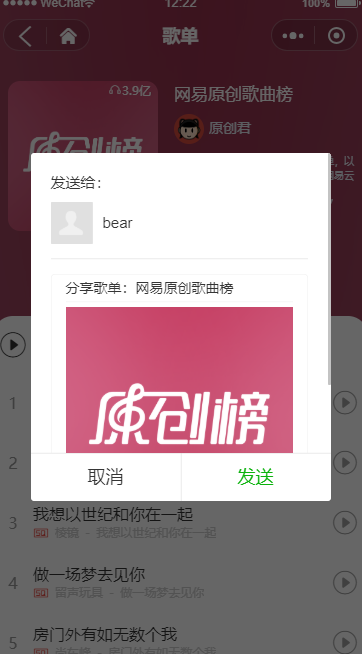 WeChat
12:22
100%
歌单
3.9亿
网易原创歌曲榜
原创君
，以
易云
原创榜
发送给：
bear
分享歌单：网易原创歌曲榜
原创榜
取消
发送
1
2
3
我想以世纪和你在一起
SQ 棱镜 - 我想以世纪和你在一起
4
做一场梦去见你
SQ 留声玩具 - 做一场梦去见你
5
房门外有如无数个我
SQ - 房门外有如无数个我